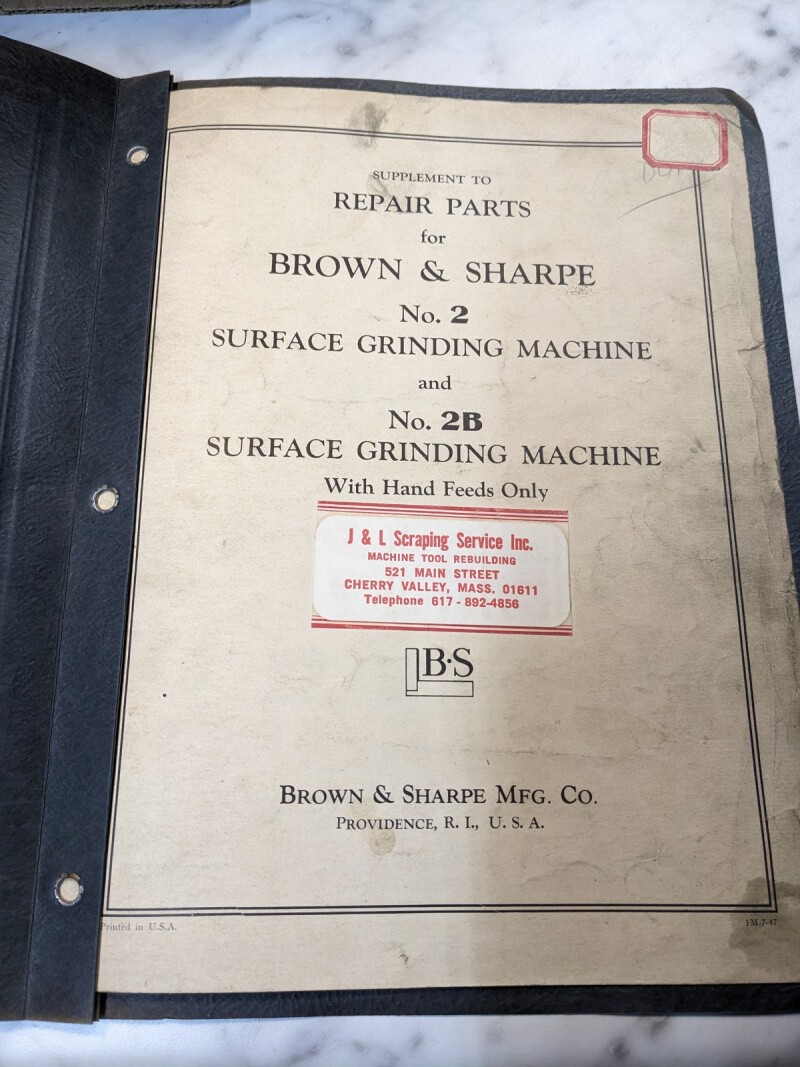 SUPPLEMENT TO
REPAIR PARTS
for
BROWN & SHARPE
No. 2
SURFACE GRINDING MACHINE
and
No. 2B
SURFACE GRINDING MACHINE
With Hand Feeds Only
J & L Scraping Service Inc.
MACHINE TOOL REBUILDING
521 MAIN STREET
CHERRY VALLEY, MASS. 01611
Telephone 617 - 892-4856
B·S
BROWN & SHARPE MFG. CO.
PROVIDENCE, R. I., U. S. A.
Printed in U.S.A.
1M-7-47